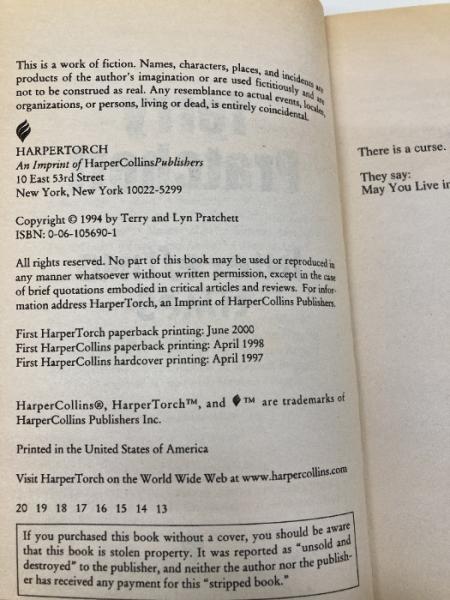 This is a work of fiction. Names, characters, places, and incidents are
products of the author's imagination or are used fictitiously and are
not to be construed as real. Any resemblance to actual events, locales,
organizations, or persons, living or dead, is entirely coincidental.
HARPERTORCH
An Imprint of HarperCollinsPublishers
10 East 53rd Street
New York, New York 10022-5299
Copyright © 1994 by Terry and Lyn Pratchett
ISBN: 0-06-105690-1
All rights reserved. No part of this book may be used or reproduced in
any manner whatsoever without written permission, except in the case
of brief quotations embodied in critical articles and reviews. For infor-
mation address HarperTorch, an Imprint of HarperCollins Publishers.
First HarperTorch paperback printing: June 2000
First HarperCollins paperback printing: April 1998
First HarperCollins hardcover printing: April 1997
HarperCollins®, HarperTorch™, and ™ are trademarks of
HarperCollins Publishers Inc.
Printed in the United States of America
Visit HarperTorch on the World Wide Web at www.harpercollins.com
20 19 18 17 16 15 14 13
If you purchased this book without a cover, you should be aware
that this book is stolen property. It was reported as "unsold and
destroyed" to the publisher, and neither the author nor the publish-
er has received any payment for this "stripped book."
There is a curse.
They say:
May You Live in